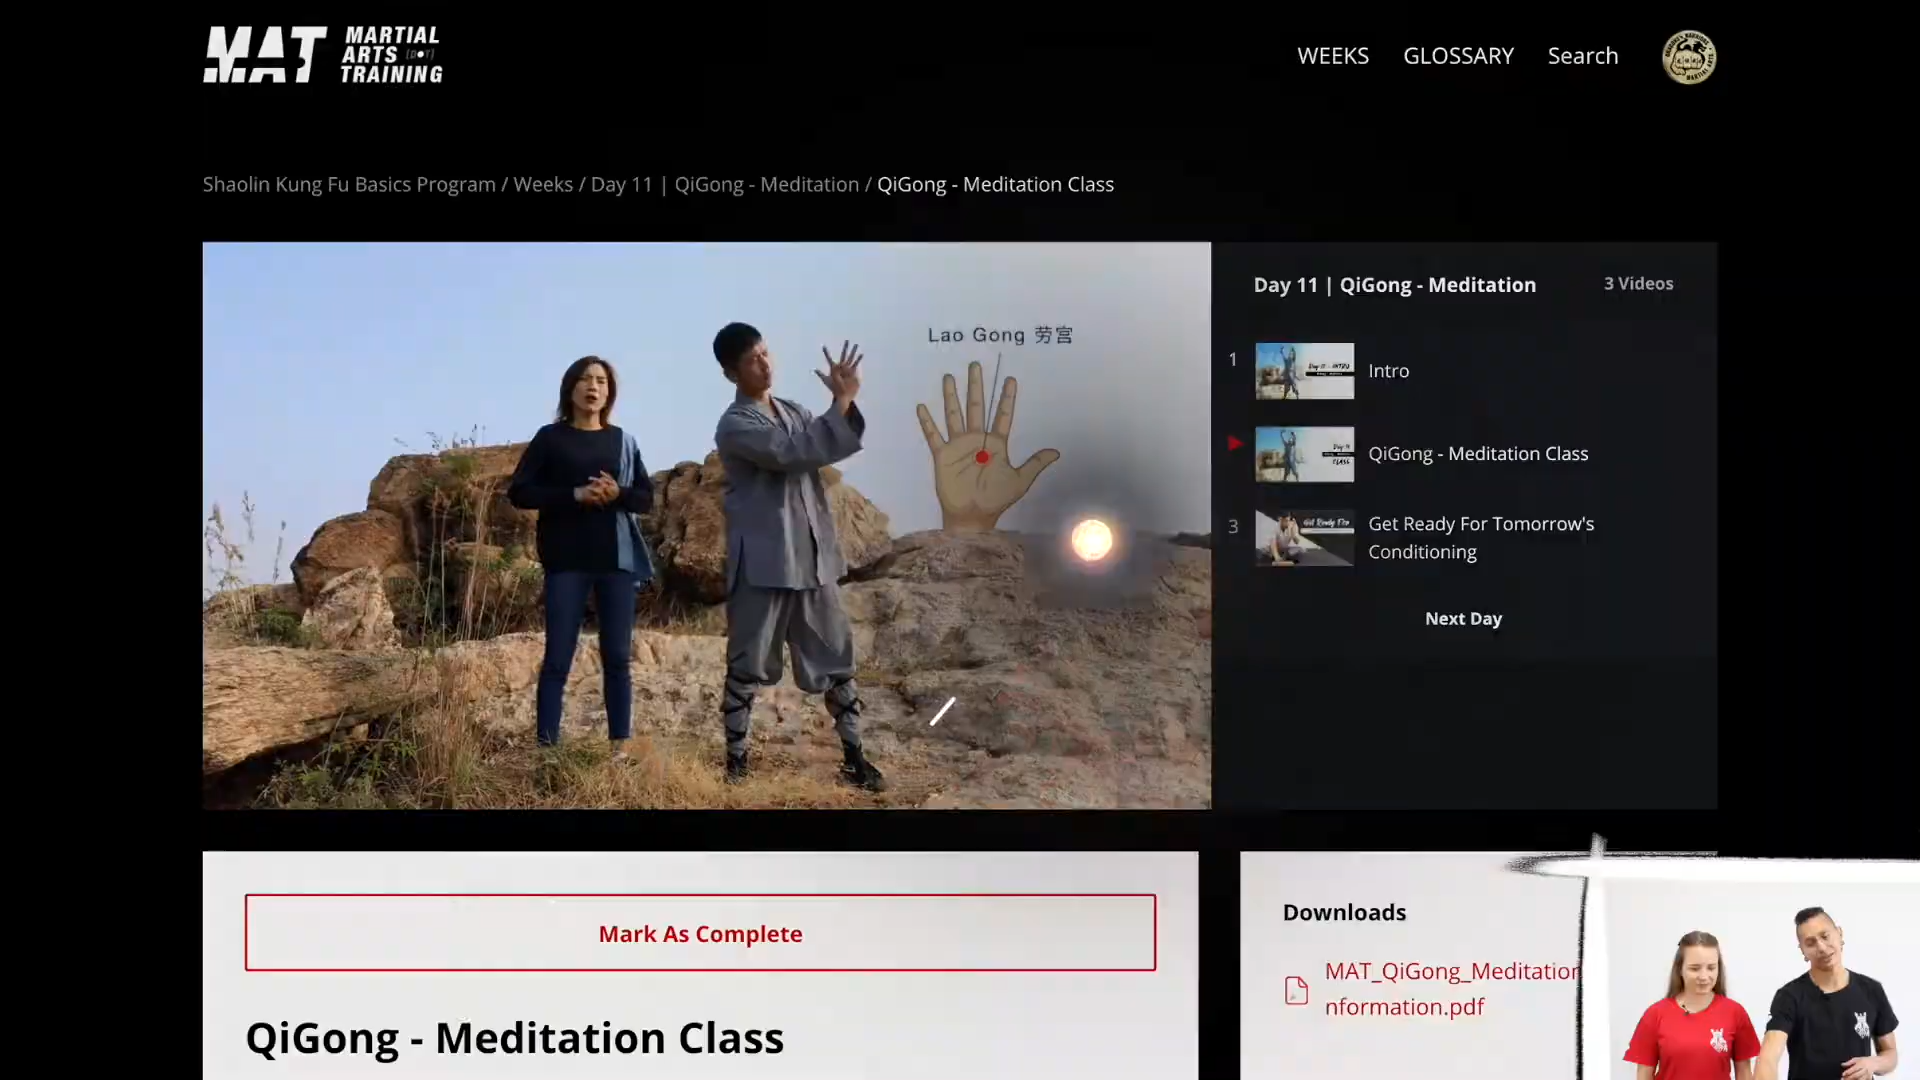 MAT MARTIAL
ARTS [DOT]
TRAINING
WEEKS GLOSSARY Search
Shaolin Kung Fu Basics Program / Weeks / Day 11 | QiGong - Meditation / QiGong - Meditation Class
Lao Gong 劳宫
Day 11 | QiGong - Meditation 3 Videos
1 Intro
QiGong - Meditation Class
3 Get Ready For Tomorrow's
Conditioning
Next Day
Mark As Complete
QiGong - Meditation Class
Downloads
MAT_QiGong_Meditation
nformation.pdf